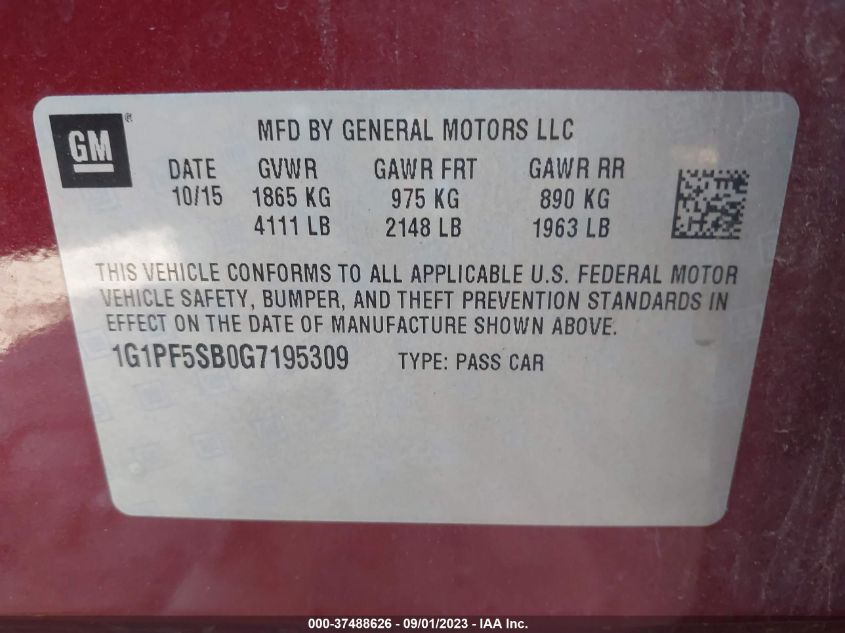 GM
MFD BY GENERAL MOTORS LLC
DATE GVWR GAWR FRT GAWR RR
10/15 1865 KG 975 KG 890 KG
4111 LB 2148 LB 1963 LB
THIS VEHICLE CONFORMS TO ALL APPLICABLE U.S. FEDERAL MOTOR
VEHICLE SAFETY, BUMPER, AND THEFT PREVENTION STANDARDS IN
EFFECT ON THE DATE OF MANUFACTURE SHOWN ABOVE.
1G1PF5SB0G7195309 TYPE: PASS CAR
000-37488626 - 09/01/2023 - IAA Inc.